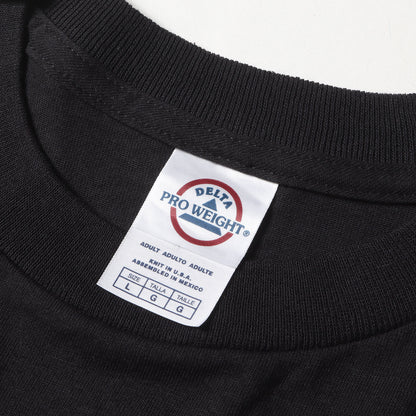 DELTA
PRO WEIGHT®
ADULT ADULTO ADULTE
KNIT IN U.S.A.
ASSEMBLED IN MEXICO
SIZE TALLA TAILLE
L G G